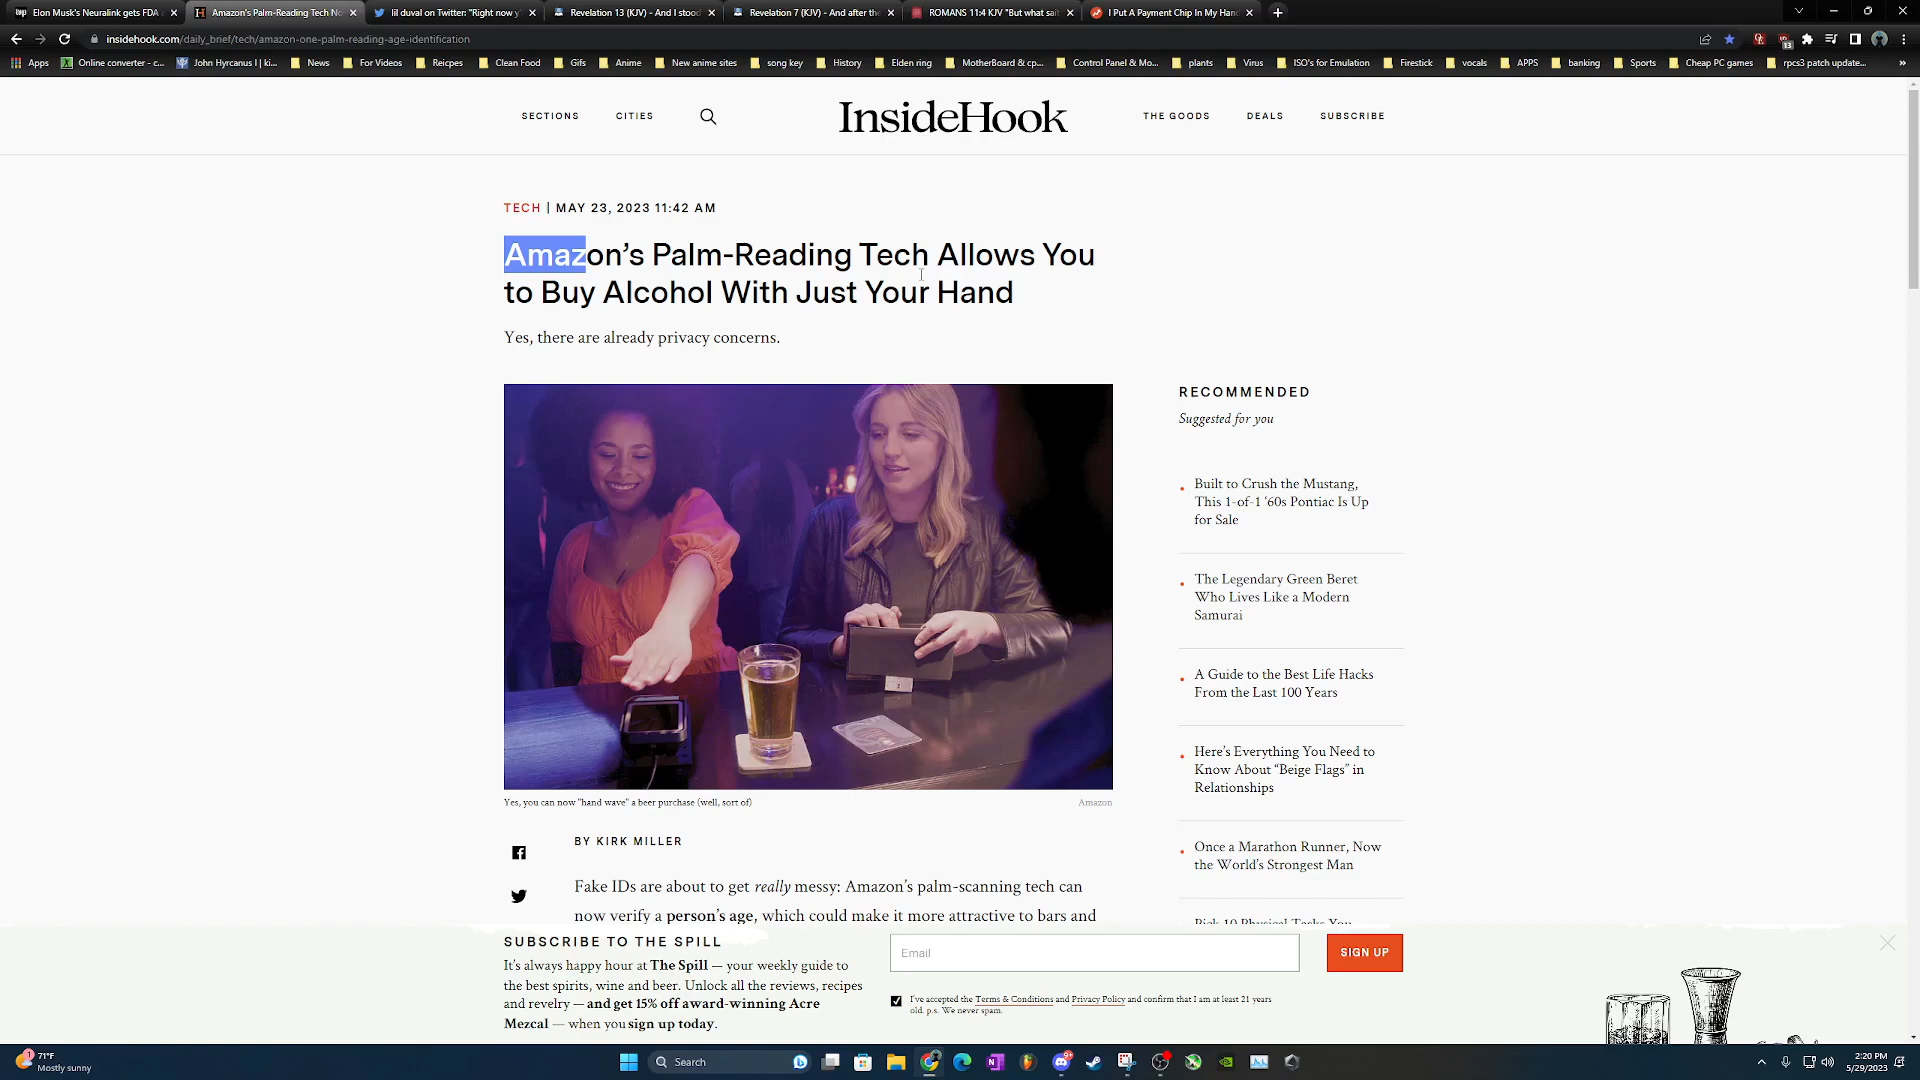 Elon Musk's Neuralink gets FDA
Amazon's Palm-Reading Tech No
lil duval on Twitter: "Right now y
Revelation 13 (KJV) - And I stood
Revelation 7 (KJV) - And after the
ROMANS 11:4 KJV "But what sait
I Put A Payment Chip In My Han
insidehook.com/daily_brief/tech/amazon-one-palm-reading-age-identification
13
Apps
Online converter - c...
John Hyrcanus I | ki...
News
For Videos
Reicpes
Clean Food
Gifs
Anime
New anime sites
song key
History
Elden ring
MotherBoard & cp...
Control Panel & Mo...
plants
Virus
ISO's for Emulation
Firestick
vocals
APPS
banking
Sports
Cheap PC games
rpcs3 patch update...
SECTIONS
CITIES
InsideHook
THE GOODS
DEALS
SUBSCRIBE
TECH | MAY 23, 2023 11:42 AM
Amazon's Palm-Reading Tech Allows You
to Buy Alcohol With Just Your Hand
Yes, there are already privacy concerns.
Yes, you can now "hand wave" a beer purchase (well, sort of)
Amazon
BY KIRK MILLER
Fake IDs are about to get really messy: Amazon's palm-scanning tech can
now verify a person's age, which could make it more attractive to bars and
RECOMMENDED
Suggested for you
Built to Crush the Mustang,
This 1-of-1 '60s Pontiac Is Up
for Sale
The Legendary Green Beret
Who Lives Like a Modern
Samurai
A Guide to the Best Life Hacks
From the Last 100 Years
Here's Everything You Need to
Know About "Beige Flags" in
Relationships
Once a Marathon Runner, Now
the World's Strongest Man
Pick 10 Physical Tasks You
SUBSCRIBE TO THE SPILL
It's always happy hour at The Spill — your weekly guide to
the best spirits, wine and beer. Unlock all the reviews, recipes
and revelry — and get 15% off award-winning Acre
Mezcal — when you sign up today.
Email
SIGN UP
I've accepted the Terms & Conditions and Privacy Policy and confirm that I am at least 21 years
old. p.s. We never spam.
71°F
Mostly sunny
Search
2:20 PM
5/29/2023